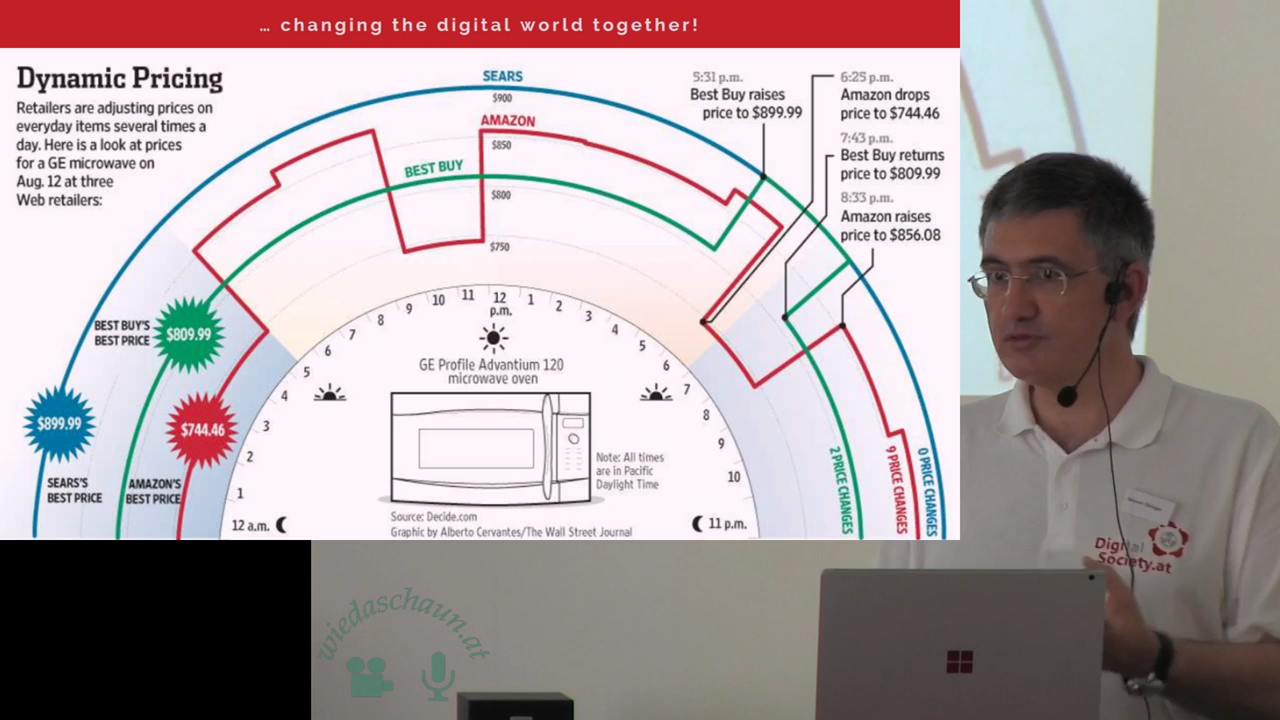 … changing the digital world together!
Dynamic Pricing
Retailers are adjusting prices on
everyday items several times a
day. Here is a look at prices
for a GE microwave on
Aug. 12 at three
Web retailers:
SEARS
$900
AMAZON
$850
BEST BUY
$800
$750
5:31 p.m.
Best Buy raises
price to $899.99
6:25 p.m.
Amazon drops
price to $744.46
7:43 p.m.
Best Buy returns
to $809.99
8:33 p.m.
Amazon raises
price to $856.08
BEST BUY'S
BEST PRICE
$809.99
$899.99
$744.46
SEARS'S
BEST PRICE
AMAZON'S
BEST PRICE
12 a.m.
1
2
3
4
5
6
7
8
9
10
11
12
p.m.
1
2
3
4
5
6
7
8
9
10
11 p.m.
GE Profile Advantium 120
microwave oven
Note: All times
are in Pacific
Daylight Time
Source: Decide.com
Graphic by Alberto Cervantes/The Wall Street Journal
2 PRICE CHANGES
9 PRICE CHANGES
0 PRICE CHANGES
Digital
Society.at
wiedaschaun.at